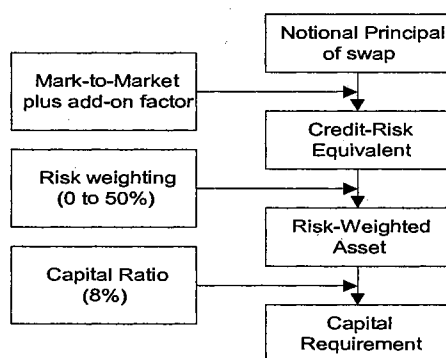 Notional Principal
of swap
Mark-to-Market
plus add-on factor
Credit-Risk
Equivalent
Risk weighting
(0 to 50%)
Risk-Weighted
Asset
Capital Ratio
(8%)
Capital
Requirement